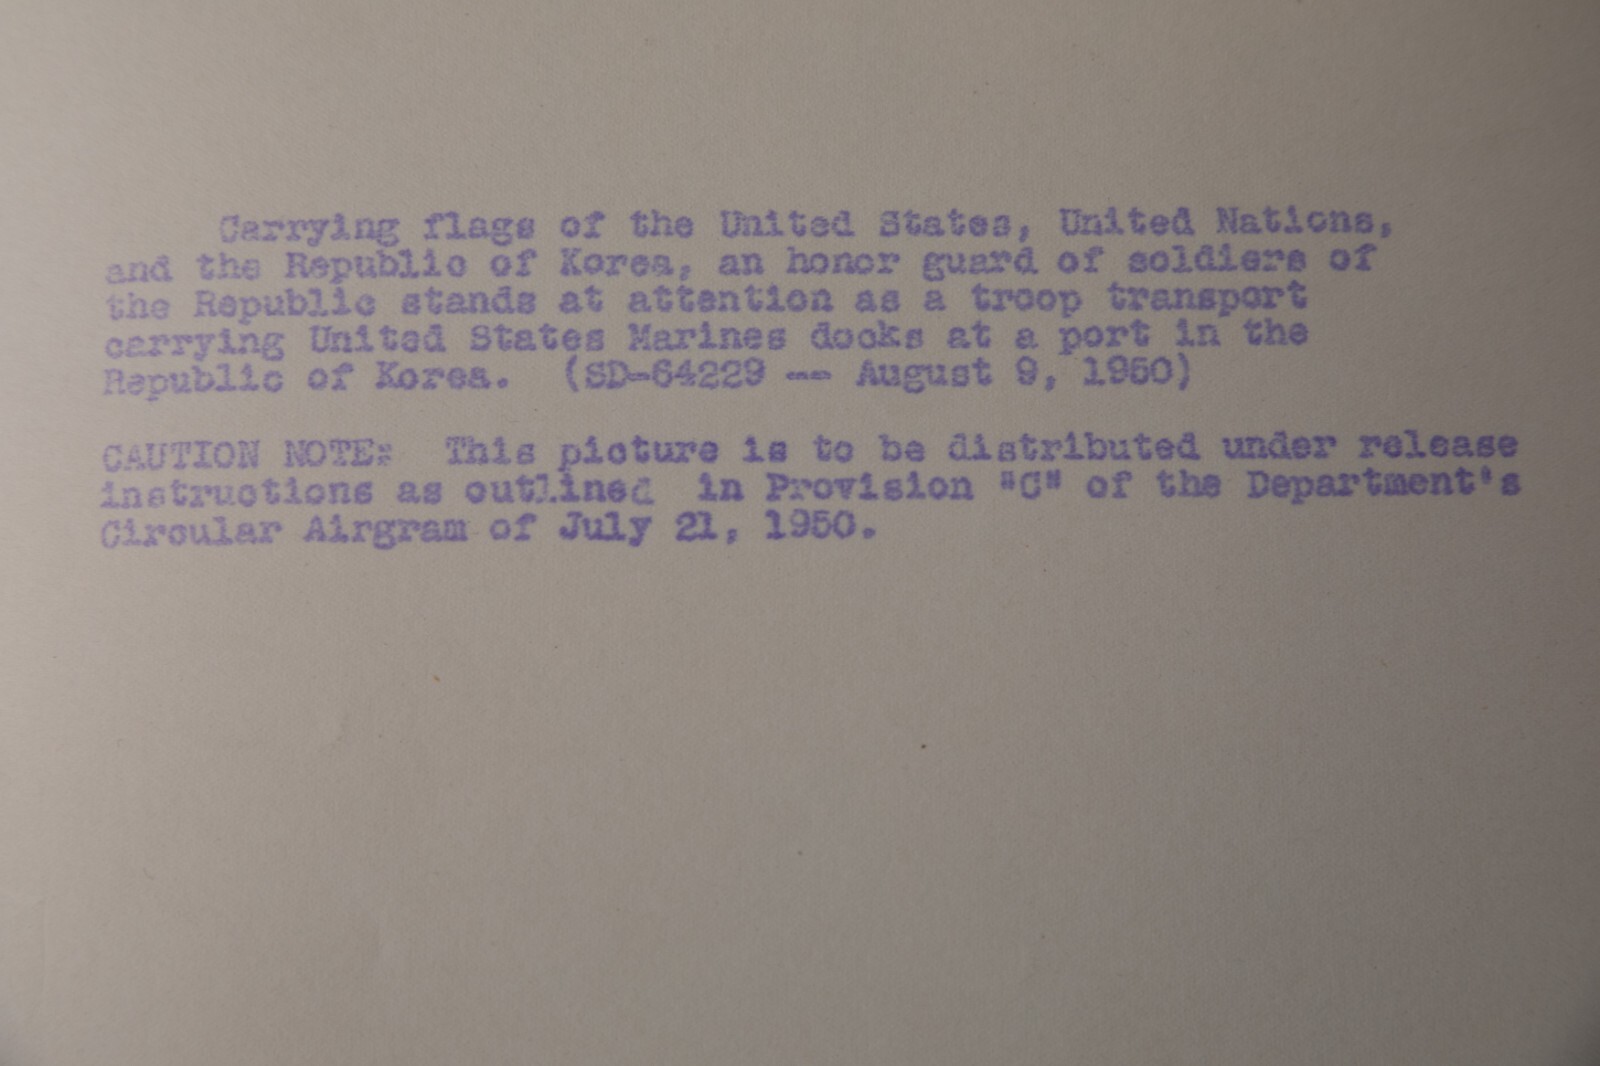 Carrying flags of the United States, United Nations,
and the Republic of Korea, an honor guard of soldiers of
the Republic stands at attention as a troop transport
carrying United States Marines docks at a port in the
Republic of Korea. (SD-64229 -- August 9, 1950)
CAUTION NOTE: This picture is to be distributed under release
instructions as outlined in Provision "C" of the Department's
Circular Airgram of July 21, 1950.